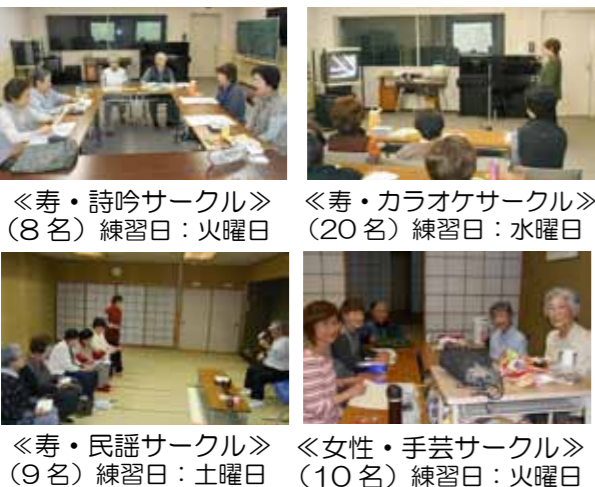 ≪寿・詩吟サークル≫
(8名)練習日:火曜日
≪寿・カラオケサークル≫
(20名)練習日:水曜日
≪寿・民謡サークル≫
(9名)練習日:土曜日
≪女性・手芸サークル≫
(10名)練習日:火曜日